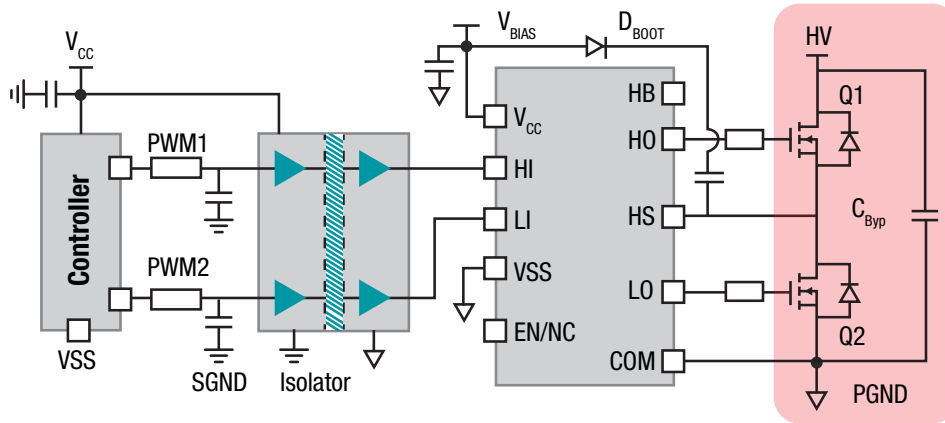 V_CC
V_BIAS
D_BOOT
HV
Controller
PWM1
PWM2
VSS
SGND
Isolator
V_CC
HI
LI
VSS
EN/NC
HB
HO
HS
LO
COM
Q1
C_Byp
Q2
PGND